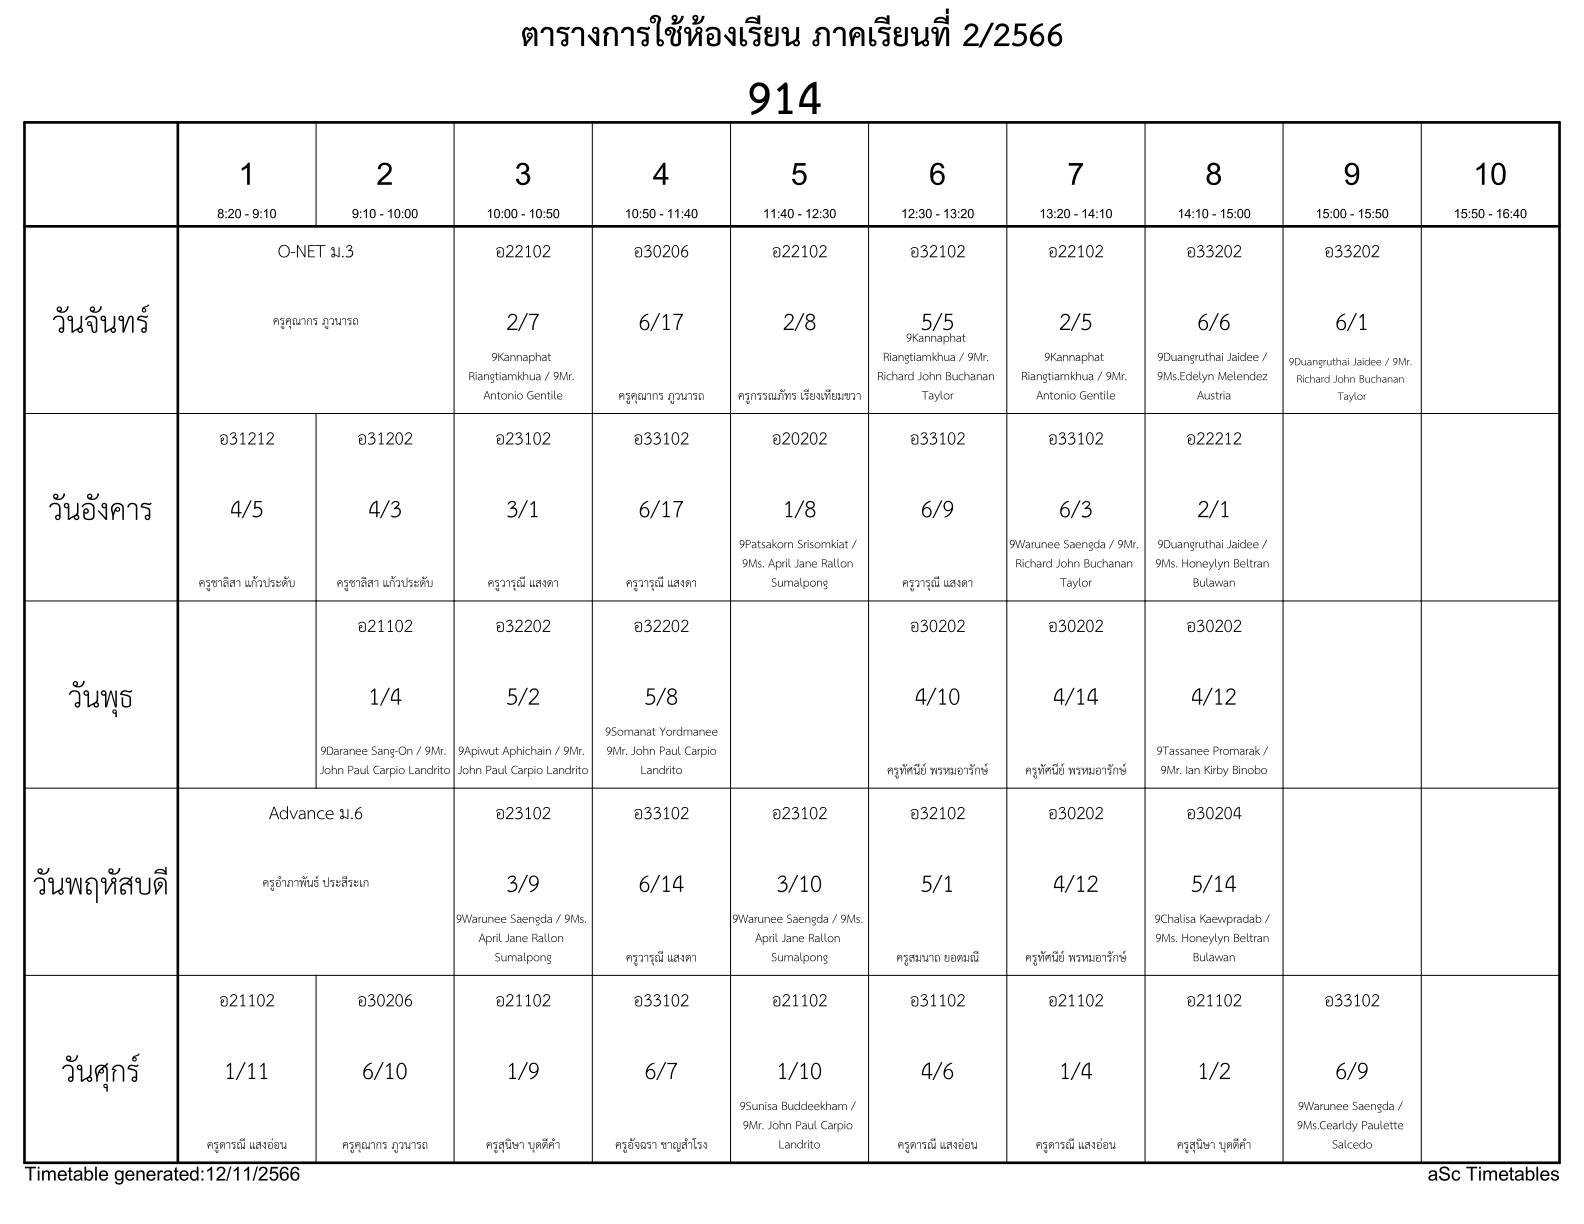 ตารางการใช้ห้องเรียน ภาคเรียนที่ 2/2566
914
1 2 3 4 5 6 7 8 9 10
8:20 - 9:10 9:10 - 10:00 10:00 - 10:50 10:50 - 11:40 11:40 - 12:30 12:30 - 13:20 13:20 - 14:10 14:10 - 15:00 15:00 - 15:50 15:50 - 16:40
วันจันทร์
O-NET ม.3
ครูคุณากร ภูวนารถ
อ22102
2/7
9Kannaphat
Riangtiamkhua / 9Mr.
Antonio Gentile
อ30206
6/17
ครูคุณากร ภูวนารถ
อ22102
2/8
ครูกรรณภัทร เรียงเทียมขวา
อ32102
5/5
9Kannaphat
Riangtiamkhua / 9Mr.
Richard John Buchanan
Taylor
อ22102
2/5
9Kannaphat
Riangtiamkhua / 9Mr.
Antonio Gentile
อ33202
6/6
9Duangruthai Jaidee /
9Ms.Edelyn Melendez
Austria
อ33202
6/1
9Duangruthai Jaidee / 9Mr.
Richard John Buchanan
Taylor
วันอังคาร
อ31212
4/5
ครูชาลิสา แก้วประดับ
อ31202
4/3
ครูชาลิสา แก้วประดับ
อ23102
3/1
ครูวารุณี แสงดา
อ33102
6/17
ครูวารุณี แสงดา
อ20202
1/8
9Patsakorn Srisomkiat /
9Ms. April Jane Rallon
Sumalpong
อ33102
6/9
ครูวารุณี แสงดา
อ33102
6/3
9Warunee Saengda / 9Mr.
Richard John Buchanan
Taylor
อ22212
2/1
9Duangruthai Jaidee /
9Ms. Honeylyn Beltran
Bulawan
วันพุธ
อ21102
1/4
9Daranee Sang-On / 9Mr.
John Paul Carpio Landrito
อ32202
5/2
9Apiwut Aphichain / 9Mr.
John Paul Carpio Landrito
อ32202
5/8
9Somanat Yordmanee
9Mr. John Paul Carpio
Landrito
อ30202
4/10
ครูทัศนีย์ พรหมอารักษ์
อ30202
4/14
ครูทัศนีย์ พรหมอารักษ์
อ30202
4/12
9Tassanee Promarak /
9Mr. Ian Kirby Binobo
วันพฤหัสบดี
Advance ม.6
ครูอำภาพันธ์ ประสีระเก
อ23102
3/9
9Warunee Saengda / 9Ms.
April Jane Rallon
Sumalpong
อ33102
6/14
ครูวารุณี แสงดา
อ23102
3/10
9Warunee Saengda / 9Ms.
April Jane Rallon
Sumalpong
อ32102
5/1
ครูสมนาถ ยอดมณี
อ30202
4/12
ครูทัศนีย์ พรหมอารักษ์
อ30204
5/14
9Chalisa Kaewpradab /
9Ms. Honeylyn Beltran
Bulawan
วันศุกร์
อ21102
1/11
ครูดารณี แสงอ่อน
อ30206
6/10
ครูคุณากร ภูวนารถ
อ21102
1/9
ครูสุนิษา บุดดีคำ
อ33102
6/7
ครูอัจฉรา ชาญสำโรง
อ21102
1/10
9Sunisa Buddeekham /
9Mr. John Paul Carpio
Landrito
อ31102
4/6
ครูดารณี แสงอ่อน
อ21102
1/4
ครูดารณี แสงอ่อน
อ21102
1/2
ครูสุนิษา บุดดีคำ
อ33102
6/9
9Warunee Saengda /
9Ms.Cearldy Paulette
Salcedo
Timetable generated:12/11/2566 aSc Timetables